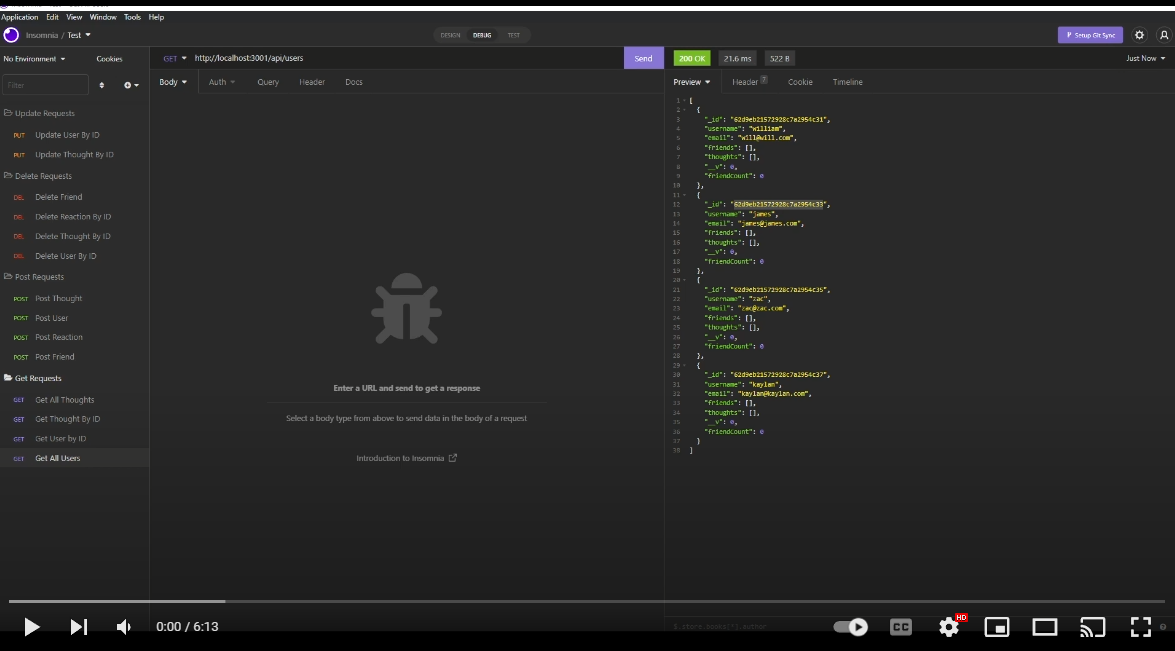 Application Edit View Window Tools Help
Insomnia / Test
DESIGN DEBUG TEST
Setup Git Sync
No Environment Cookies
GET http://localhost:3001/api/users Send
200 OK 21.6 ms 522 B Just Now
Filter
Body Auth Query Header Docs
Preview Header 7 Cookie Timeline
Update Requests
PUT Update User By ID
PUT Update Thought By ID
Delete Requests
DEL Delete Friend
DEL Delete Reaction By ID
DEL Delete Thought By ID
DEL Delete User By ID
Post Requests
POST Post Thought
POST Post User
POST Post Reaction
POST Post Friend
Get Requests
GET Get All Thoughts
GET Get Thought By ID
GET Get User by ID
GET Get All Users
Enter a URL and send to get a response
Select a body type from above to send data in the body of a request
Introduction to Insomnia
1 [
2 {
3 "_id": "62d9eb21572928c7a2954c31",
4 "username": "william",
5 "email": "will@will.com",
6 "friends": [],
7 "thoughts": [],
8 "__v": 0,
9 "friendCount": 0
10 },
11 {
12 "_id": "62d9eb21572928c7a2954c33",
13 "username": "james",
14 "email": "james@james.com",
15 "friends": [],
16 "thoughts": [],
17 "__v": 0,
18 "friendCount": 0
19 },
20 {
21 "_id": "62d9eb21572928c7a2954c35",
22 "username": "zac",
23 "email": "zac@zac.com",
24 "friends": [],
25 "thoughts": [],
26 "__v": 0,
27 "friendCount": 0
28 },
29 {
30 "_id": "62d9eb21572928c7a2954c37",
31 "username": "kaylan",
32 "email": "kaylan@kaylan.com",
33 "friends": [],
34 "thoughts": [],
35 "__v": 0,
36 "friendCount": 0
37 }
38 ]
$.store.books[*].author
0:00 / 6:13
CC
HD